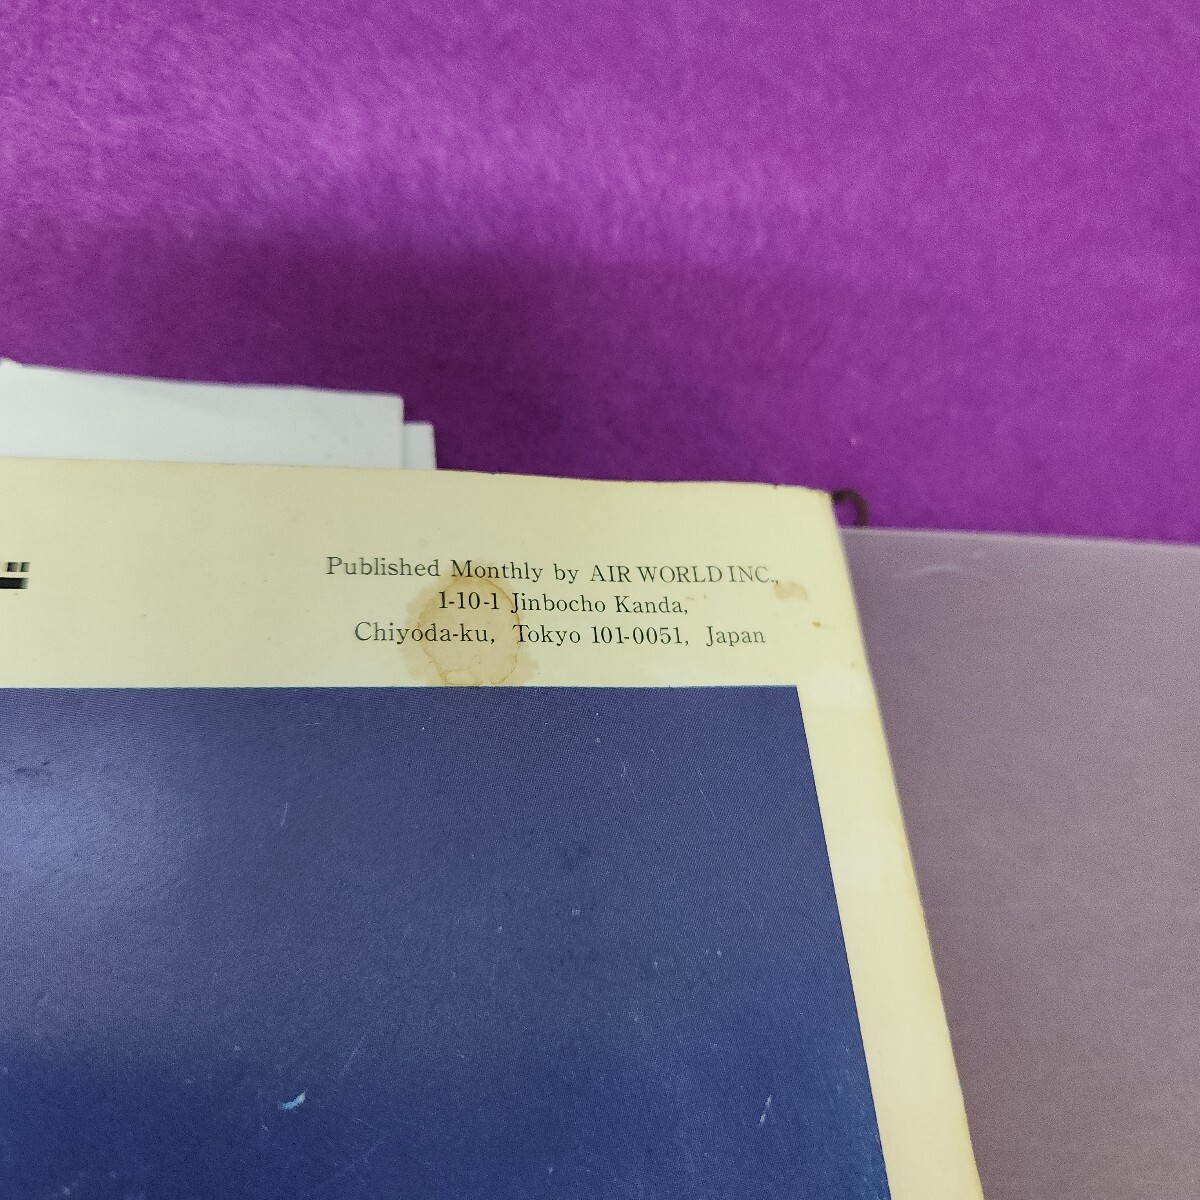 Published Monthly by AIR WORLD INC.,
1-10-1 Jinbocho Kanda,
Chiyoda-ku, Tokyo 101-0051, Japan